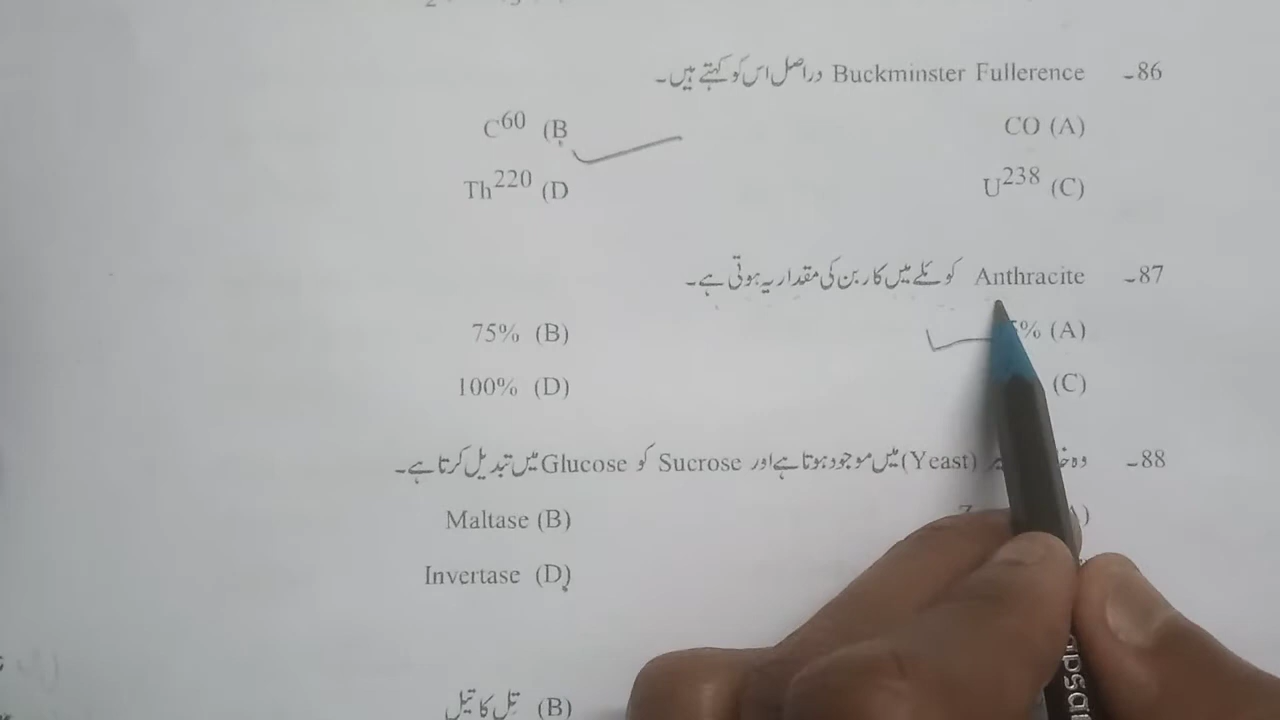 86۔ Buckminster Fullerence دراصل اس کو کہتے ہیں۔
CO (A) C60 (B
U238 (C) Th220 (D
87۔ Anthracite کوئلے میں کاربن کی مقدار یہ ہوتی ہے۔
% (A) 75% (B)
(C) 100% (D)
88۔ وہ (Yeast) میں موجود ہوتا ہے اور Sucrose کو Glucose میں تبدیل کرتا ہے۔
Maltase (B)
Invertase (D)
(B) تِل کا تیل